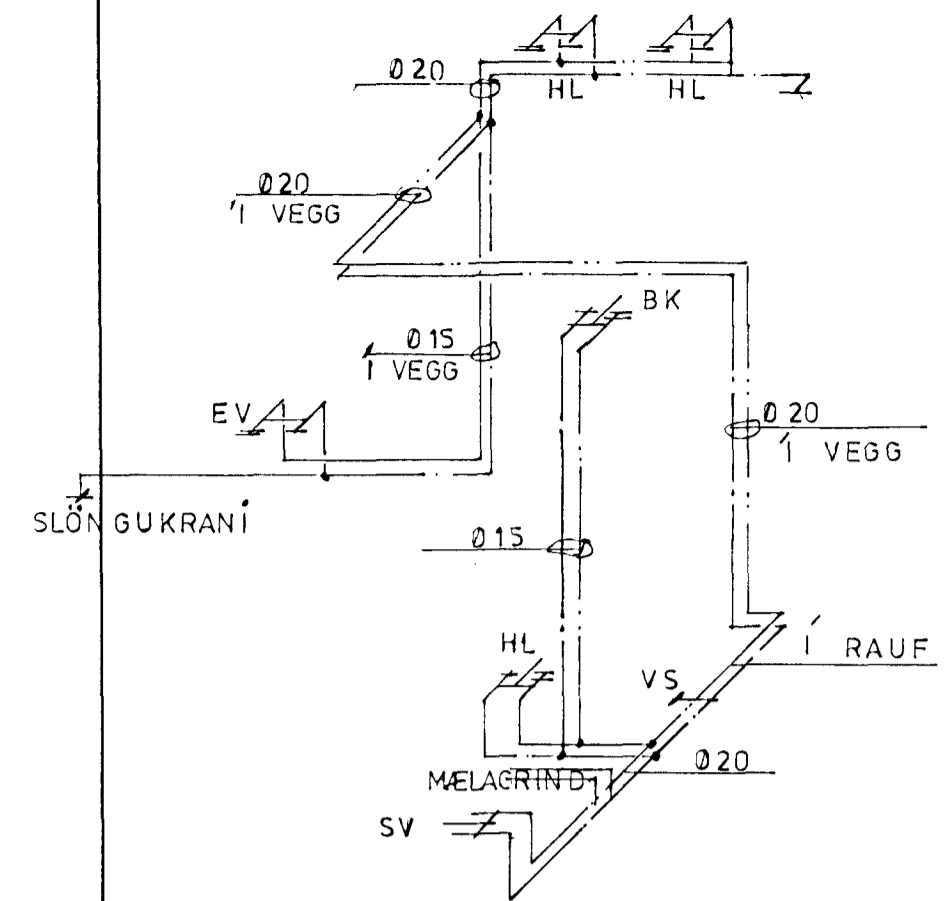 Ø20
HL HL
Ø20
Í VEGG
BK
Ø15
Í VEGG
EV
Ø20
Í VEGG
SLÖNGUKRANI
Ø15
HL
Í RAUF
VS
Ø20
MÆLAGRIND
SV